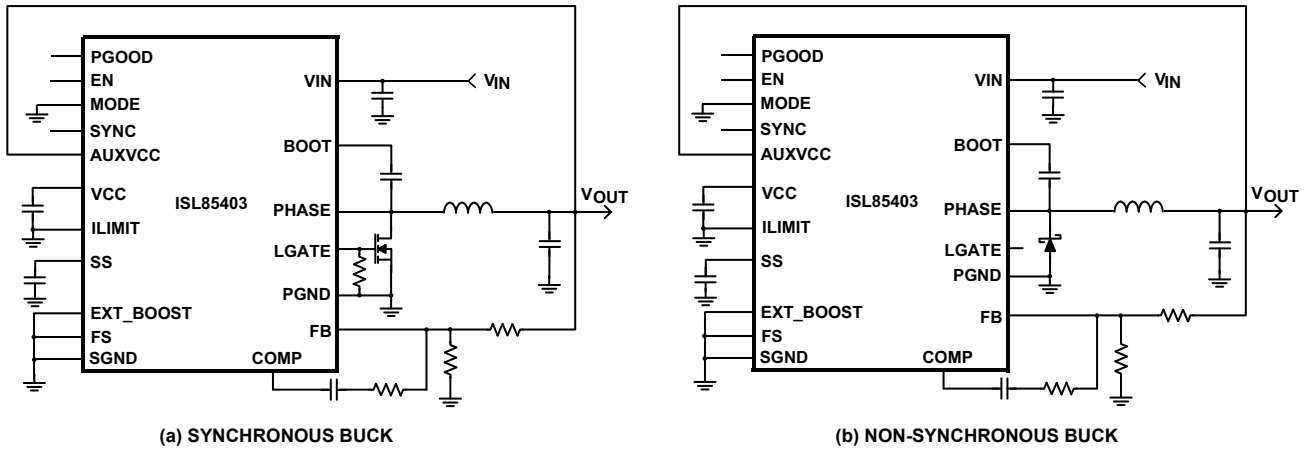 PGOOD
EN
MODE
SYNC
AUXVCC
VCC
ILIMIT
SS
EXT_BOOST
FS
SGND
ISL85403
VIN
BOOT
PHASE
LGATE
PGND
FB
COMP
VIN
VOUT
(a) SYNCHRONOUS BUCK
PGOOD
EN
MODE
SYNC
AUXVCC
VCC
ILIMIT
SS
EXT_BOOST
FS
SGND
ISL85403
VIN
BOOT
PHASE
LGATE
PGND
FB
COMP
VIN
VOUT
(b) NON-SYNCHRONOUS BUCK